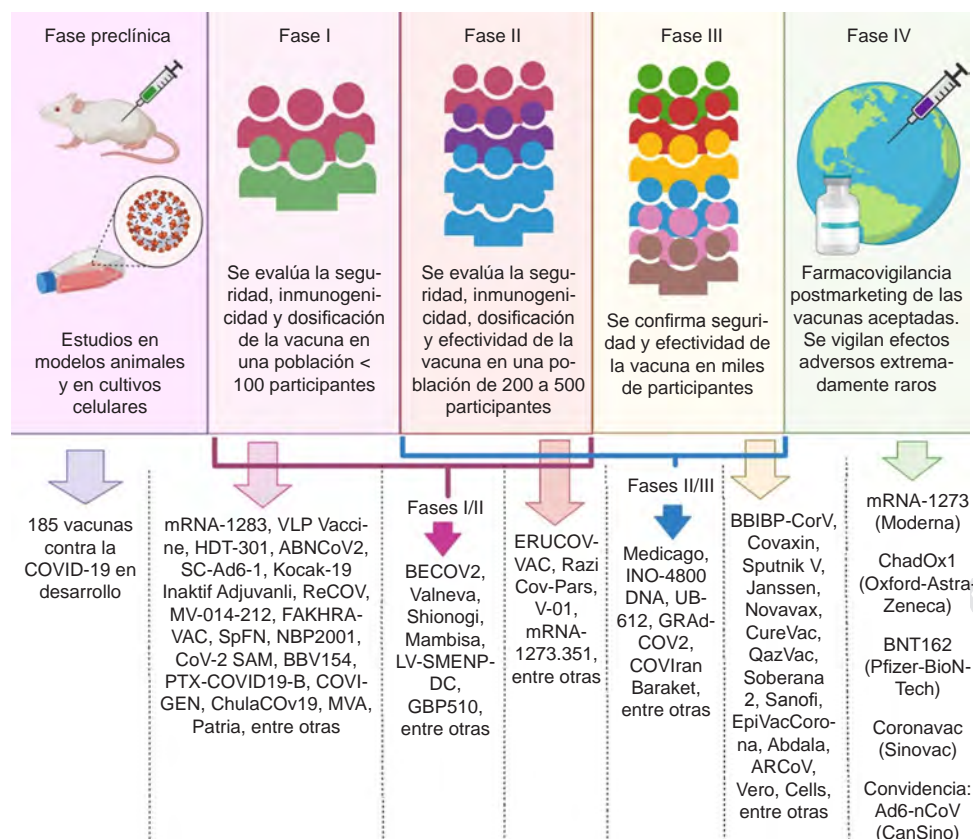 Fase preclínica
Estudios en
modelos animales
y en cultivos
celulares
Fase I
Se evalúa la segu-
ridad, inmunogeni-
cidad y dosificación
de la vacuna en
una población <
100 participantes
Fase II
Se evalúa la segu-
ridad, inmunogeni-
cidad, dosificación
y efectividad de la
vacuna en una po-
blación de 200 a 500
participantes
Fase III
Se confirma seguri-
dad y efectividad de
la vacuna en miles
de participantes
Fase IV
Farmacovigilancia
postmarketing de las
vacunas aceptadas.
Se vigilan efectos
adversos extrema-
damente raros
185 vacunas
contra la
COVID-19 en
desarrollo
mRNA-1283, VLP Vacci-
ne, HDT-301, ABNCoV2,
SC-Ad6-1, Kocak-19
Inaktif Adjuvanli, ReCOV,
MV-014-212, FAKHRA-
VAC, SpFN, NBP2001,
CoV-2 SAM, BBV154,
PTX-COVID19-B, COVI-
GEN, ChulaCOv19, MVA,
Patria, entre otras
Fases I/II
BECOV2,
Valneva,
Shionogi,
Mambisa,
LV-SMENP-
DC,
GBP510,
entre otras
ERUCOV-
VAC, Razi
Cov-Pars,
V-01,
mRNA-
1273.351,
entre otras
Fases II/III
Medicago,
INO-4800
DNA, UB-
612, GRAd-
COV2,
COVIran
Baraket,
entre otras
BBIBP-CorV,
Covaxin,
Sputnik V,
Janssen,
Novavax,
CureVac,
QazVac,
Soberana
2, Sanofi,
EpiVacCoro-
na, Abdala,
ARCoV,
Vero, Cells,
entre otras
mRNA-1273
(Moderna)
ChadOx1
(Oxford-Astra-
Zeneca)
BNT162
(Pfizer-BioN-
Tech)
Coronavac
(Sinovac)
Convidencia:
Ad6-nCoV
(CanSino)